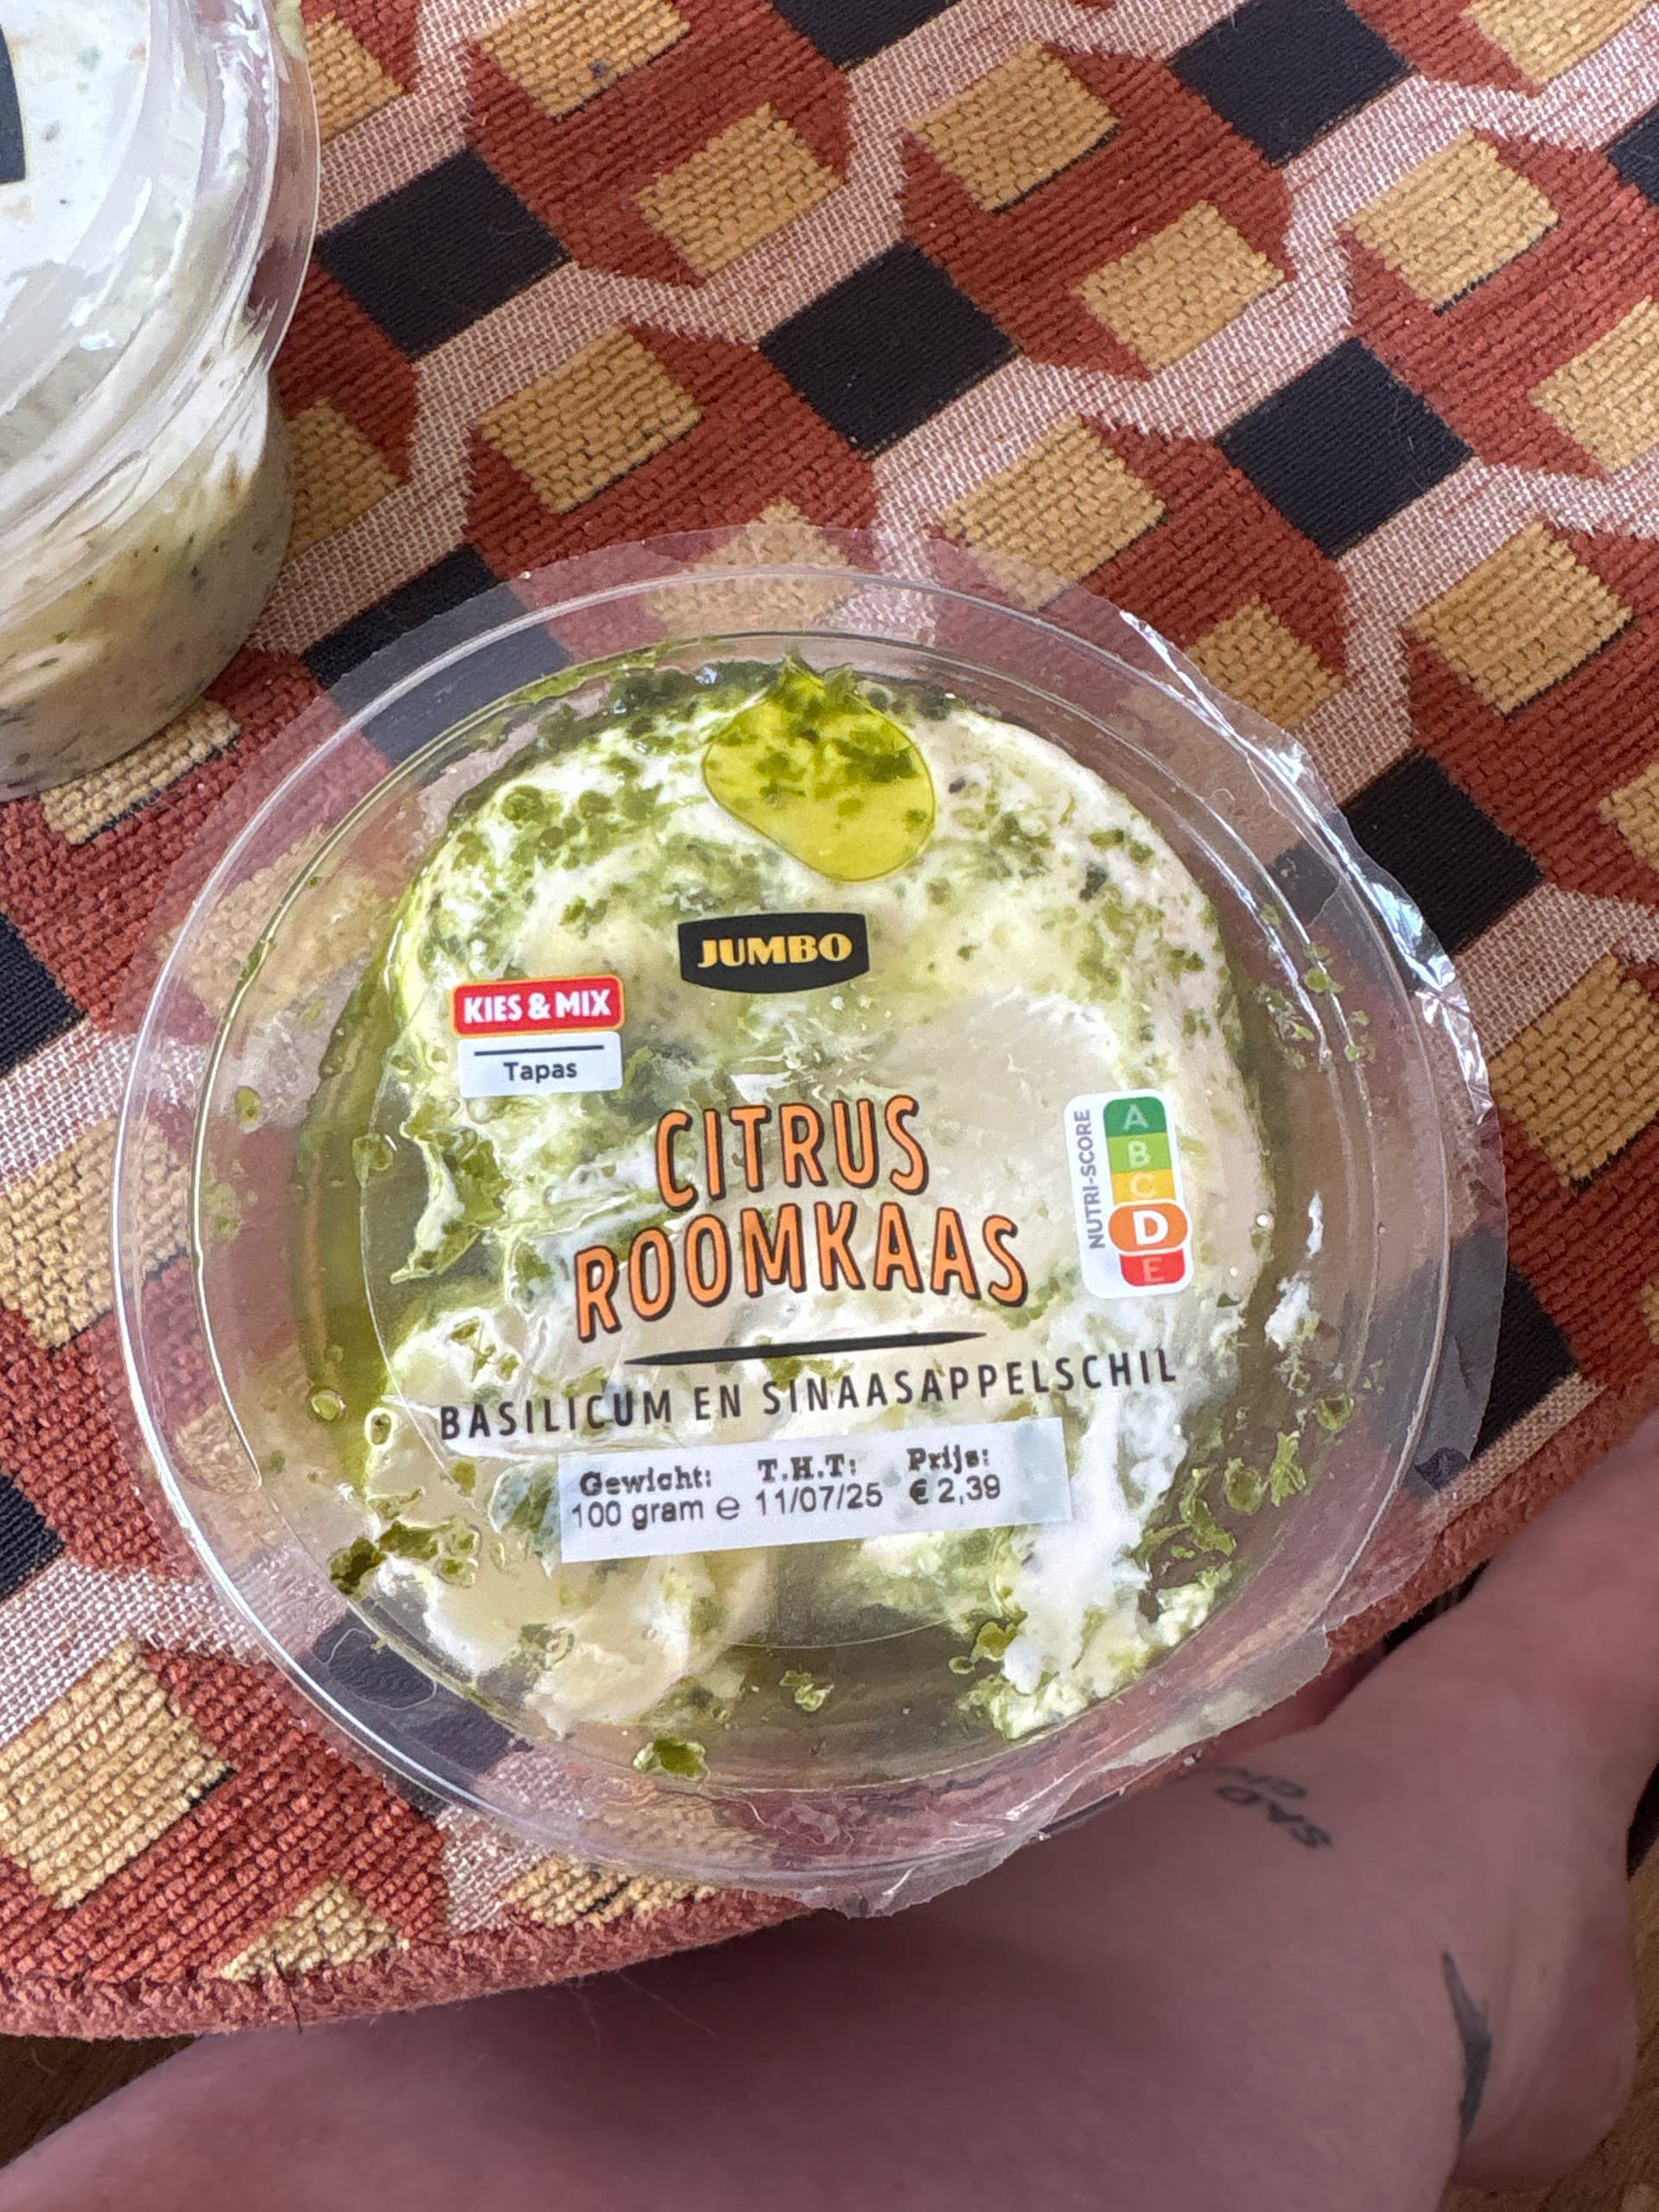 JUMBO
KIES & MIX
Tapas
CITRUS
ROOMKAAS
NUTRI-SCORE
A
B
C
D
E
BASILICUM EN SINAASAPPELSCHIL
Gewicht: T.H.T: Prijs:
100 gram e 11/07/25 € 2,39
SAD